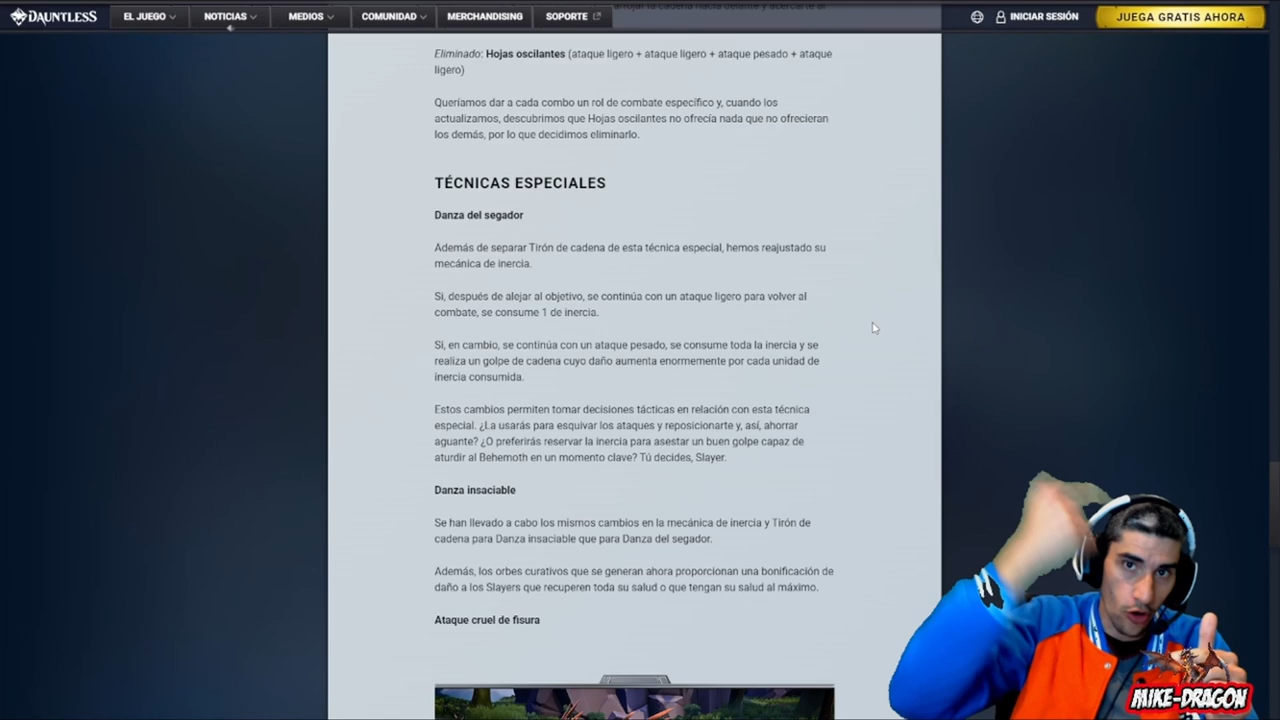 DAUNTLESS
EL JUEGO
NOTICIAS
MEDIOS
COMUNIDAD
MERCHANDISING
SOPORTE
INICIAR SESIÓN
JUEGA GRATIS AHORA
arrojar la cadena hacia delante y acercarte al
Eliminado: Hojas oscilantes (ataque ligero + ataque ligero + ataque pesado + ataque
ligero)
Queríamos dar a cada combo un rol de combate específico y, cuando los
actualizamos, descubrimos que Hojas oscilantes no ofrecía nada que no ofrecieran
los demás, por lo que decidimos eliminarlo.
TÉCNICAS ESPECIALES
Danza del segador
Además de separar Tirón de cadena de esta técnica especial, hemos reajustado su
mecánica de inercia.
Si, después de alejar al objetivo, se continúa con un ataque ligero para volver al
combate, se consume 1 de inercia.
Si, en cambio, se continúa con un ataque pesado, se consume toda la inercia y se
realiza un golpe de cadena cuyo daño aumenta enormemente por cada unidad de
inercia consumida.
Estos cambios permiten tomar decisiones tácticas en relación con esta técnica
especial. ¿La usarás para esquivar los ataques y reposicionarte y, así, ahorrar
aguante? ¿O preferirás reservar la inercia para asestar un buen golpe capaz de
aturdir al Behemoth en un momento clave? Tú decides, Slayer.
Danza insaciable
Se han llevado a cabo los mismos cambios en la mecánica de inercia y Tirón de
cadena para Danza insaciable que para Danza del segador.
Además, los orbes curativos que se generan ahora proporcionan una bonificación de
daño a los Slayers que recuperen toda su salud o que tengan su salud al máximo.
Ataque cruel de fisura
MIKE-DRAGON